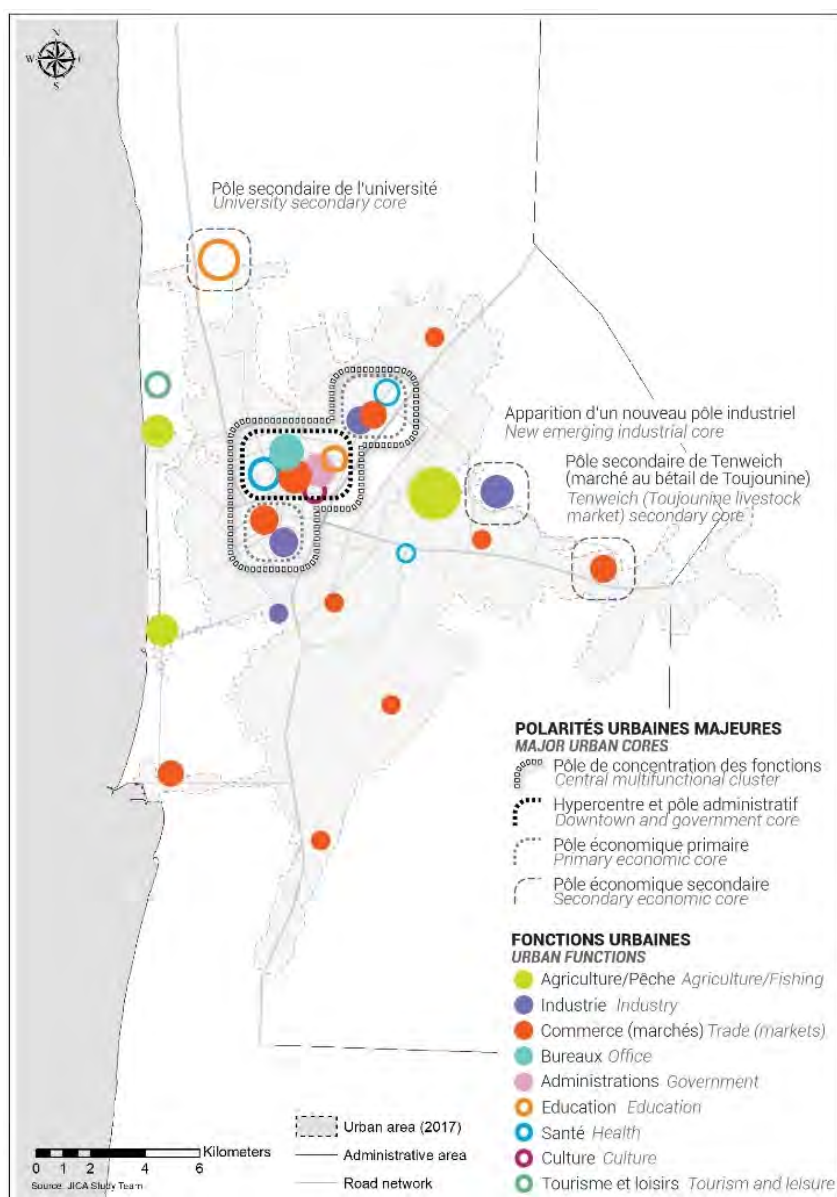 N
W
S
Pôle secondaire de l'université
University secondary core
Apparition d'un nouveau pôle industriel
New emerging industrial core
Pôle secondaire de Tenweich
(marché au bétail de Toujounine)
Tenweich (Toujounine livestock
market) secondary core
POLARITÉS URBAINES MAJEURES
MAJOR URBAN CORES
Pôle de concentration des fonctions
Central multifunctional cluster
Hypercentre et pôle administratif
Downtown and government core
Pôle économique primaire
Primary economic core
Pôle économique secondaire
Secondary economic core
FONCTIONS URBAINES
URBAN FUNCTIONS
Agriculture/Pêche Agriculture/Fishing
Industrie Industry
Commerce (marchés) Trade (markets)
Bureaux Office
Administrations Government
Education Education
Santé Health
Culture Culture
Tourisme et loisirs Tourism and leisure
Urban area (2017)
Administrative area
Road network
Kilometers
0 1 2 4 6
Source: JICA Study Team